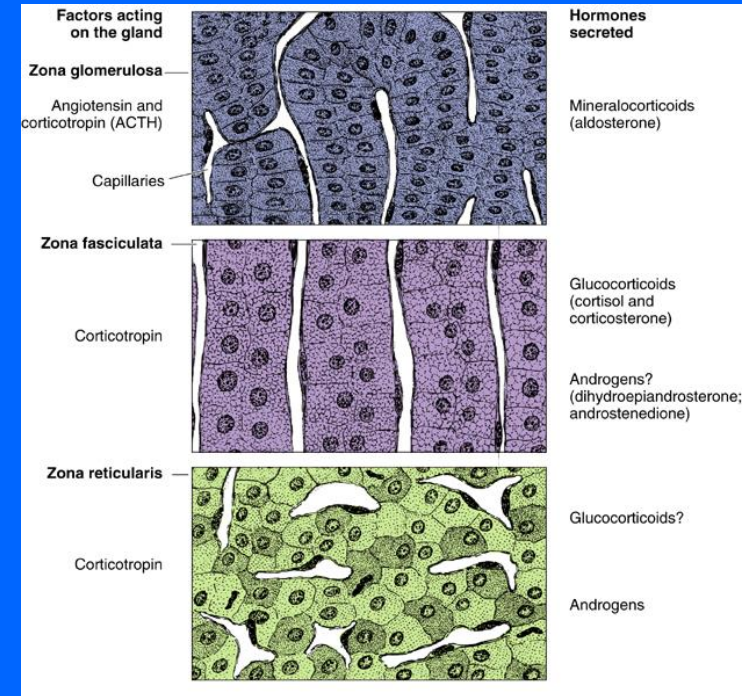 Factors acting
on the gland
Hormones
secreted
Zona glomerulosa
Angiotensin and
corticotropin (ACTH)
Mineralocorticoids
(aldosterone)
Capillaries
Zona fasciculata
Glucocorticoids
(cortisol and
corticosterone)
Corticotropin
Androgens?
(dihydroepiandrosterone;
androstenedione)
Zona reticularis
Glucocorticoids?
Corticotropin
Androgens